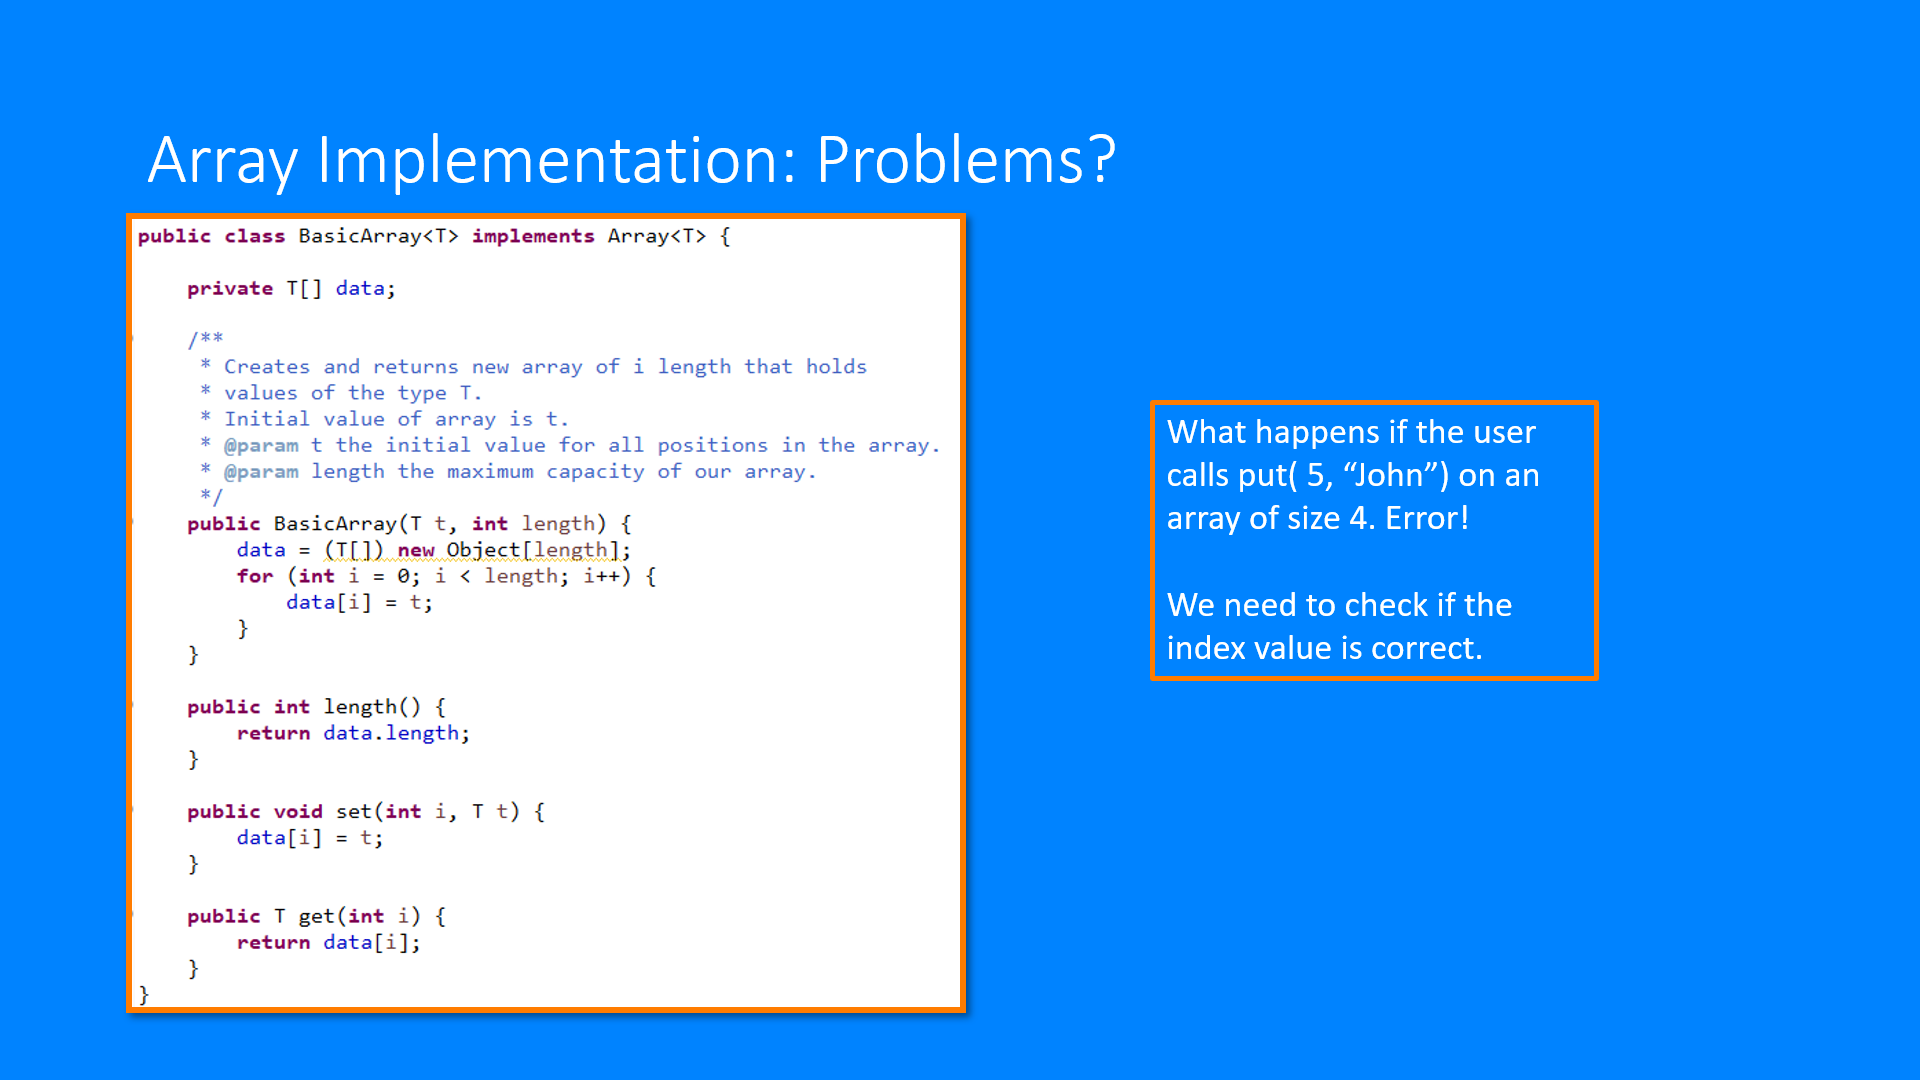 Array Implementation: Problems?
public class BasicArray<T> implements Array<T> {
private T[] data;
/**
* Creates and returns new array of i length that holds
* values of the type T.
* Initial value of array is t.
* @param t the initial value for all positions in the array.
* @param length the maximum capacity of our array.
*/
public BasicArray(T t, int length) {
data = (T[]) new Object[length];
for (int i = 0; i < length; i++) {
data[i] = t;
}
}
public int length() {
return data.length;
}
public void set(int i, T t) {
data[i] = t;
}
public T get(int i) {
return data[i];
}
}
What happens if the user
calls put( 5, “John”) on an
array of size 4. Error!
We need to check if the
index value is correct.